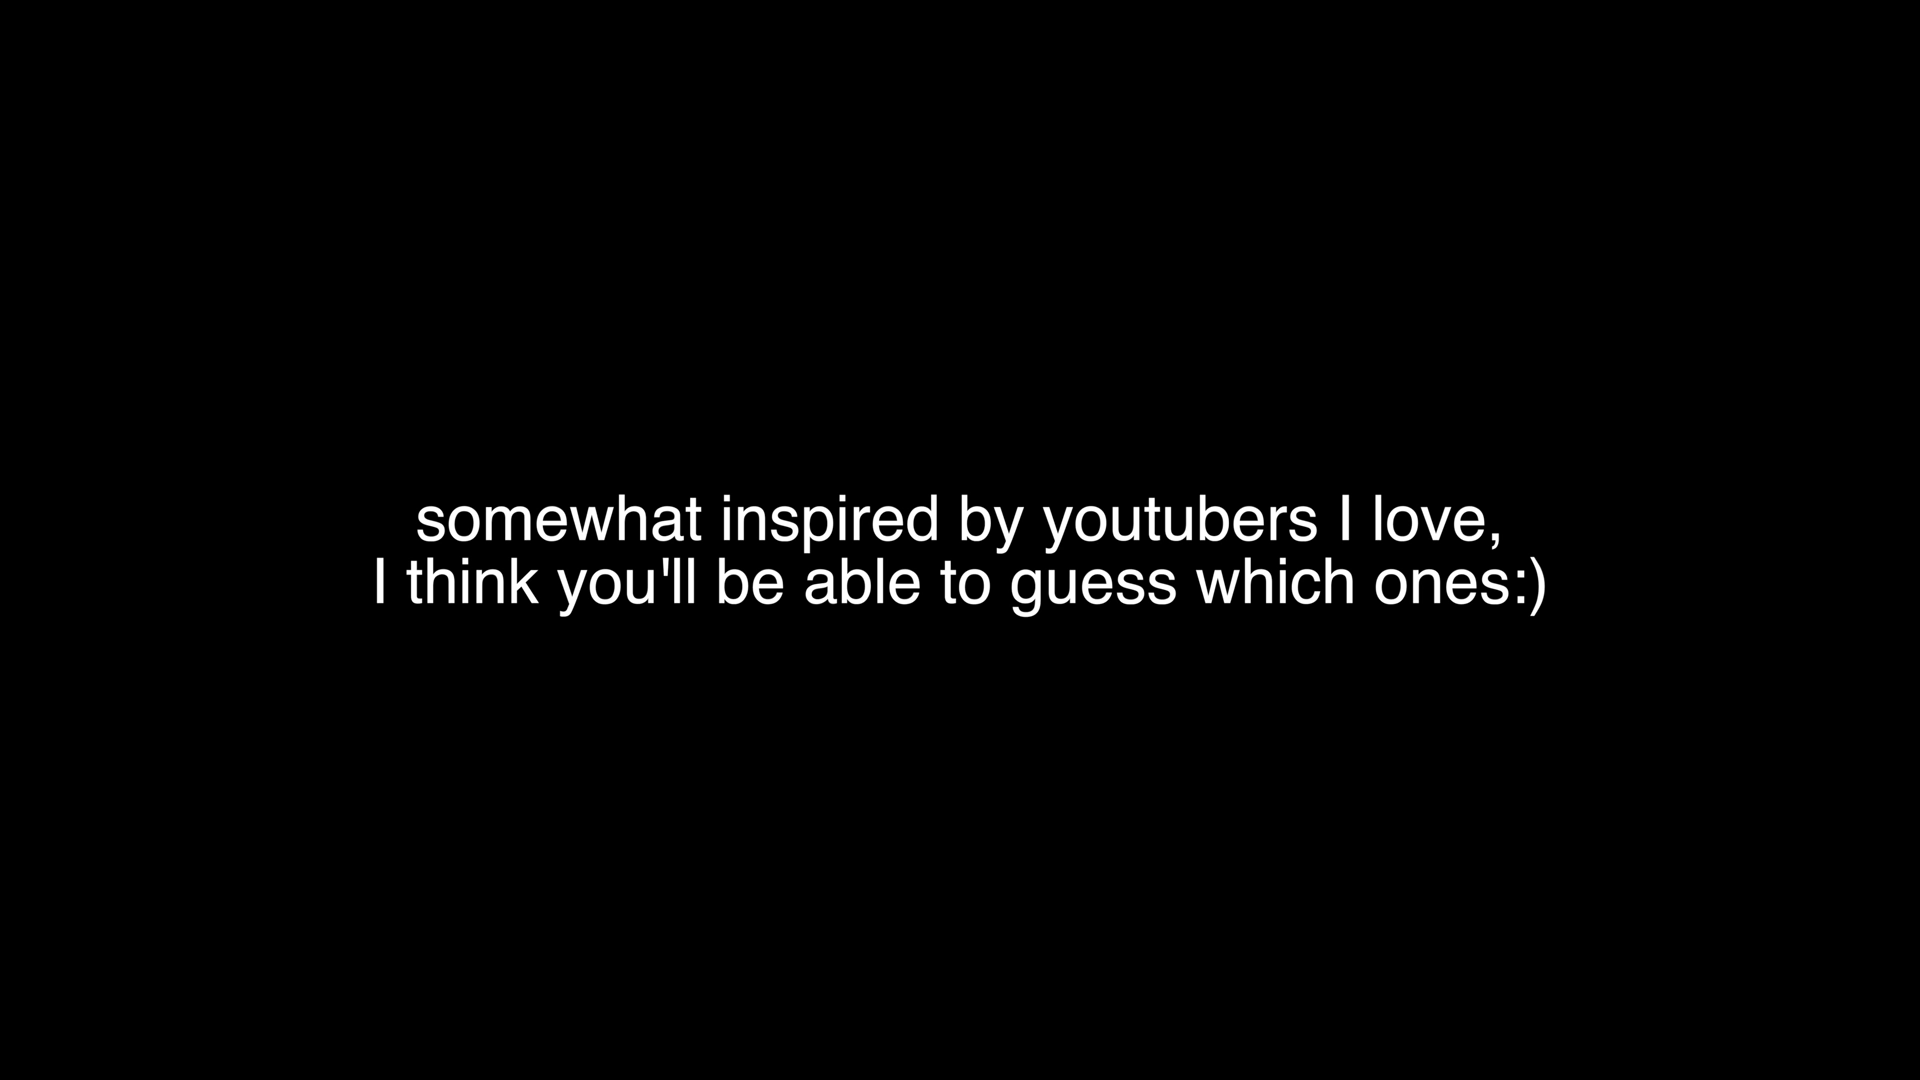 somewhat inspired by youtubers I love,
I think you'll be able to guess which ones:)